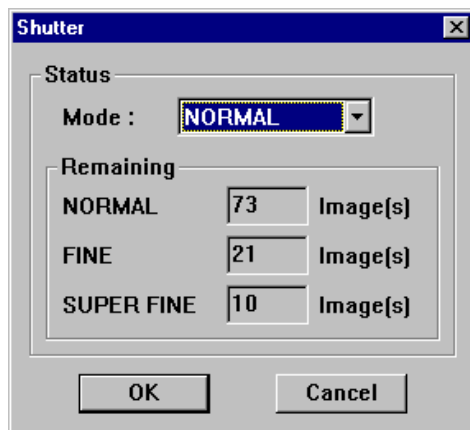 Shutter
Status
Mode : NORMAL
Remaining
NORMAL 73 Image(s)
FINE 21 Image(s)
SUPER FINE 10 Image(s)
OK Cancel